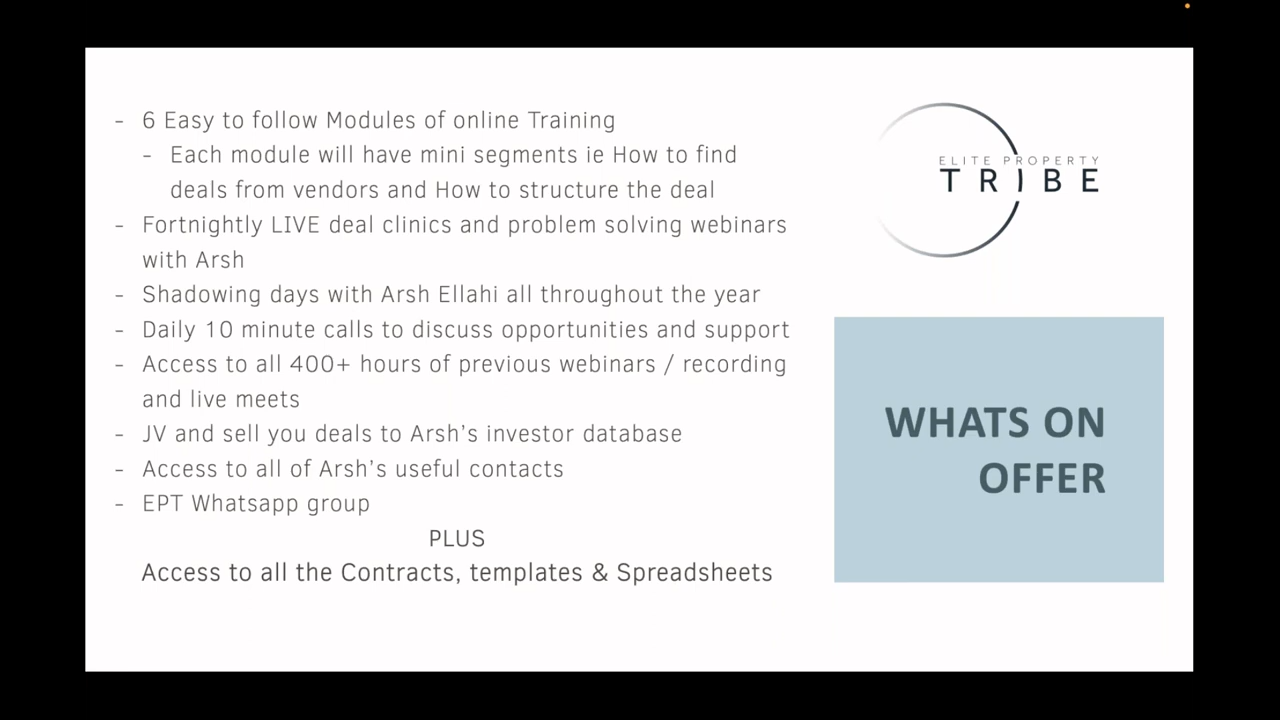 - 6 Easy to follow Modules of online Training
- Each module will have mini segments ie How to find
deals from vendors and How to structure the deal
- Fortnightly LIVE deal clinics and problem solving webinars
with Arsh
- Shadowing days with Arsh Ellahi all throughout the year
- Daily 10 minute calls to discuss opportunities and support
- Access to all 400+ hours of previous webinars / recording
and live meets
- JV and sell you deals to Arsh's investor database
- Access to all of Arsh's useful contacts
- EPT Whatsapp group
PLUS
Access to all the Contracts, templates & Spreadsheets
ELITE PROPERTY
TRIBE
WHATS ON
OFFER